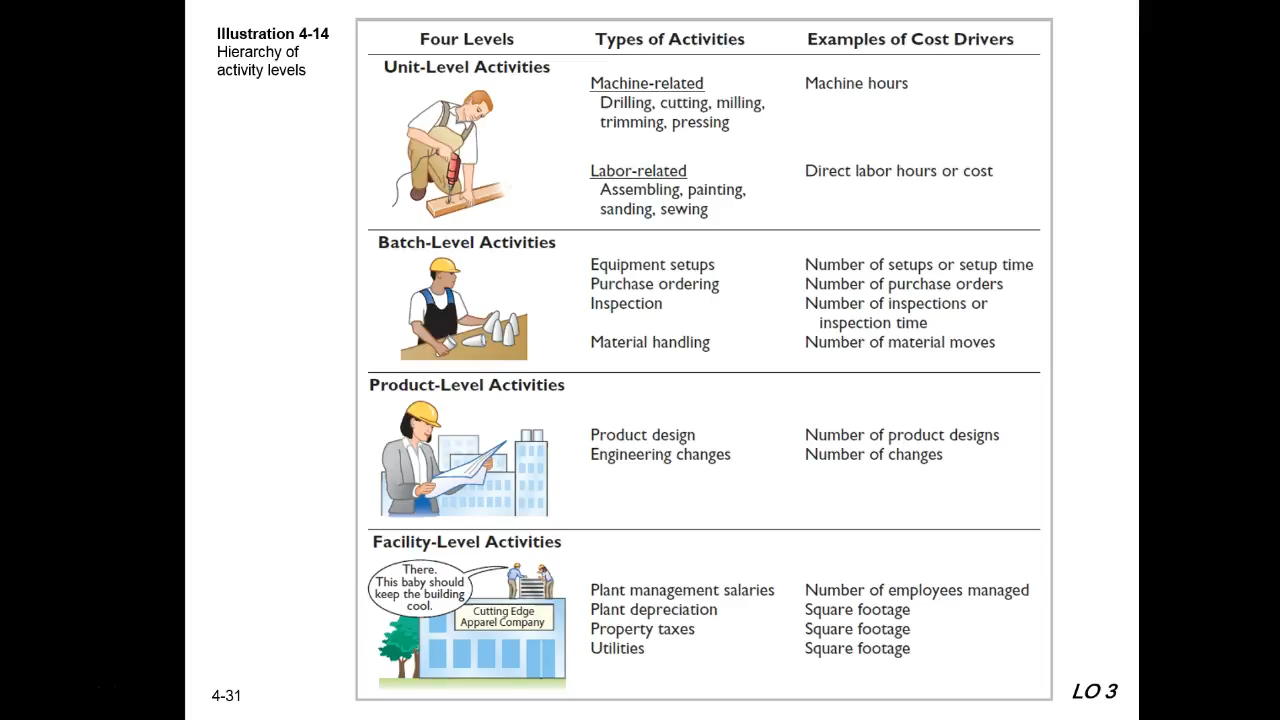 Illustration 4-14
Hierarchy of
activity levels
Four Levels Types of Activities Examples of Cost Drivers
Unit-Level Activities
Machine-related Machine hours
Drilling, cutting, milling,
trimming, pressing
Labor-related Direct labor hours or cost
Assembling, painting,
sanding, sewing
Batch-Level Activities
Equipment setups Number of setups or setup time
Purchase ordering Number of purchase orders
Inspection Number of inspections or
inspection time
Material handling Number of material moves
Product-Level Activities
Product design Number of product designs
Engineering changes Number of changes
Facility-Level Activities
There.
This baby should
keep the building
cool.
Cutting Edge
Apparel Company
Plant management salaries Number of employees managed
Plant depreciation Square footage
Property taxes Square footage
Utilities Square footage
4-31
LO 3